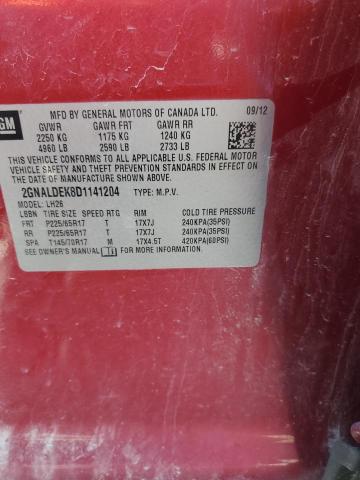 GM
MFD BY GENERAL MOTORS OF CANADA LTD. 09/12
GVWR GAWR FRT GAWR RR
2250 KG 1175 KG 1240 KG
4960 LB 2590 LB 2733 LB
THIS VEHICLE CONFORMS TO ALL APPLICABLE U.S. FEDERAL MOTOR
VEHICLE SAFETY, BUMPER, AND THEFT PREVENTION STANDARDS IN
EFFECT ON THE DATE OF MANUFACTURE SHOWN ABOVE.
2GNALDEK8D1141204 TYPE: M.P.V.
MODEL: LH26
LSBN TIRE SIZE SPEED RTG RIM COLD TIRE PRESSURE
FRT P225/65R17 T 17X7J 240KPA(35PSI)
RR P225/65R17 T 17X7J 240KPA(35PSI)
SPA T145/70R17 M 17X4.5T 420KPA(60PSI)
SEE OWNER'S MANUAL FOR MORE INFORMATION.